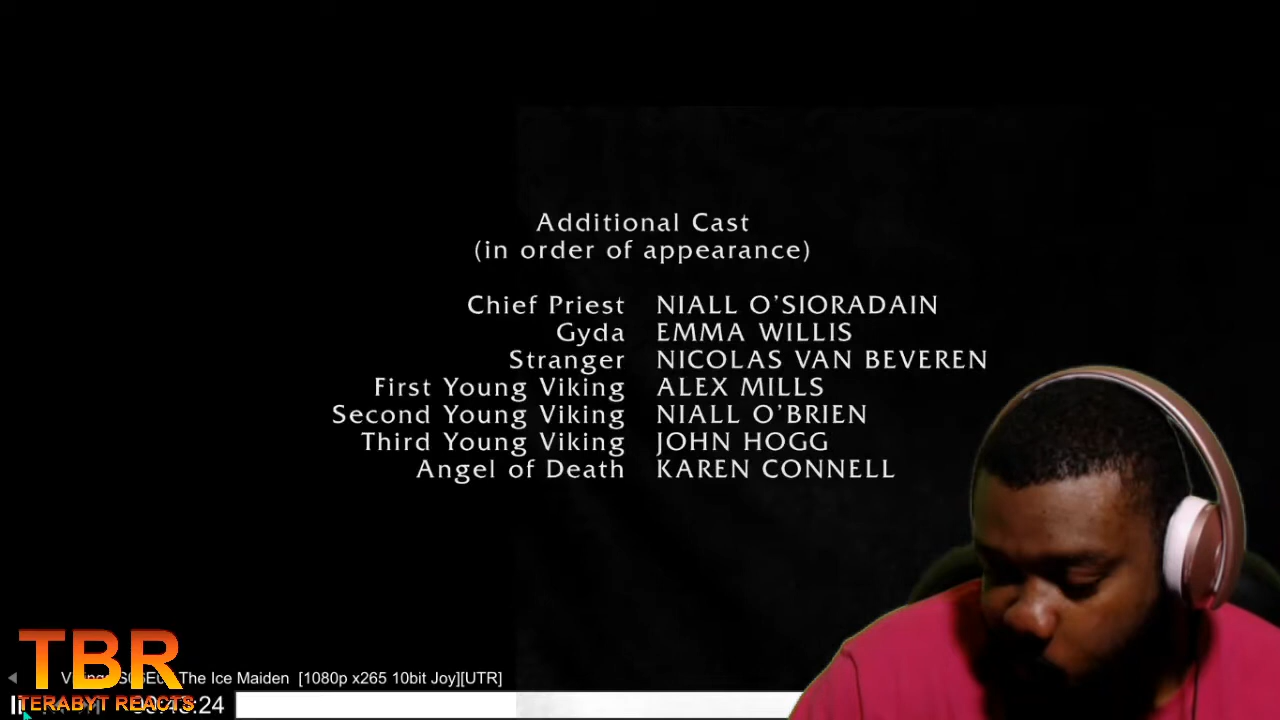 Additional Cast
(in order of appearance)
Chief Priest NIALL O'SIORADAIN
Gyda EMMA WILLIS
Stranger NICOLAS VAN BEVEREN
First Young Viking ALEX MILLS
Second Young Viking NIALL O'BRIEN
Third Young Viking JOHN HOGG
Angel of Death KAREN CONNELL
TBR
The Ice Maiden [1080p x265 10bit Joy][UTR]
TERABYT REACTS